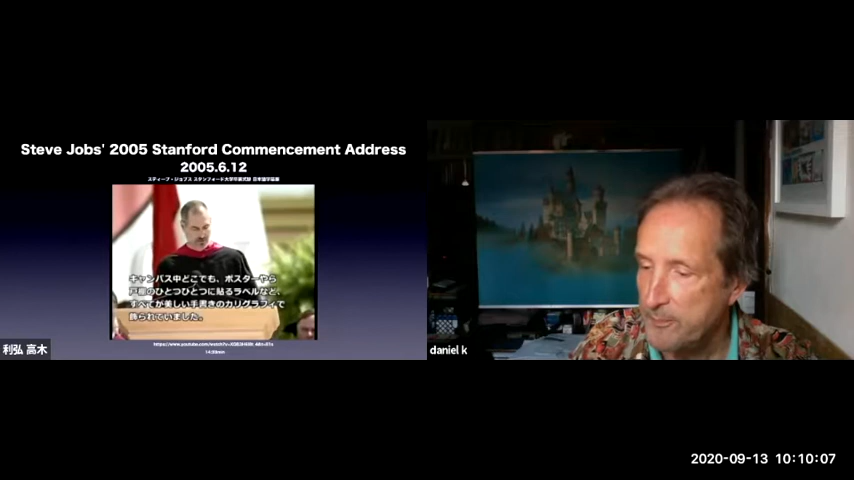 Steve Jobs' 2005 Stanford Commencement Address
2005.6.12
スティーブ・ジョブス スタンフォード大学卒業式辞 日本語字幕版
キャンパス中どこでも、ポスターやら
戸棚のひとつひとつに貼るラベルなど、
すべてが美しい手書きのカリグラフィで
飾られていました。
14:30min
利弘 高木
daniel k
2020-09-13 10:10:07